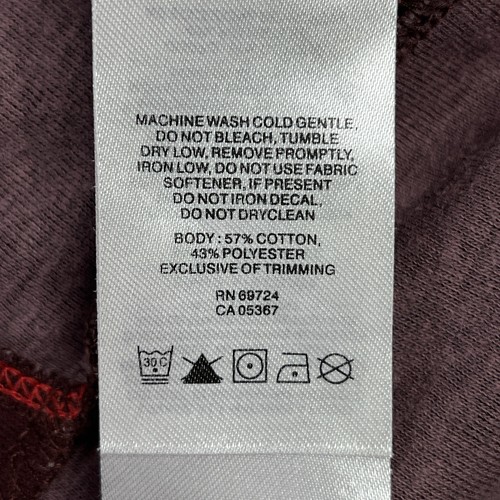 MACHINE WASH COLD GENTLE,
DO NOT BLEACH, TUMBLE
DRY LOW, REMOVE PROMPTLY,
IRON LOW, DO NOT USE FABRIC
SOFTENER, IF PRESENT
DO NOT IRON DECAL,
DO NOT DRYCLEAN
BODY : 57% COTTON,
43% POLYESTER
EXCLUSIVE OF TRIMMING
RN 69724
CA 05367
30 C